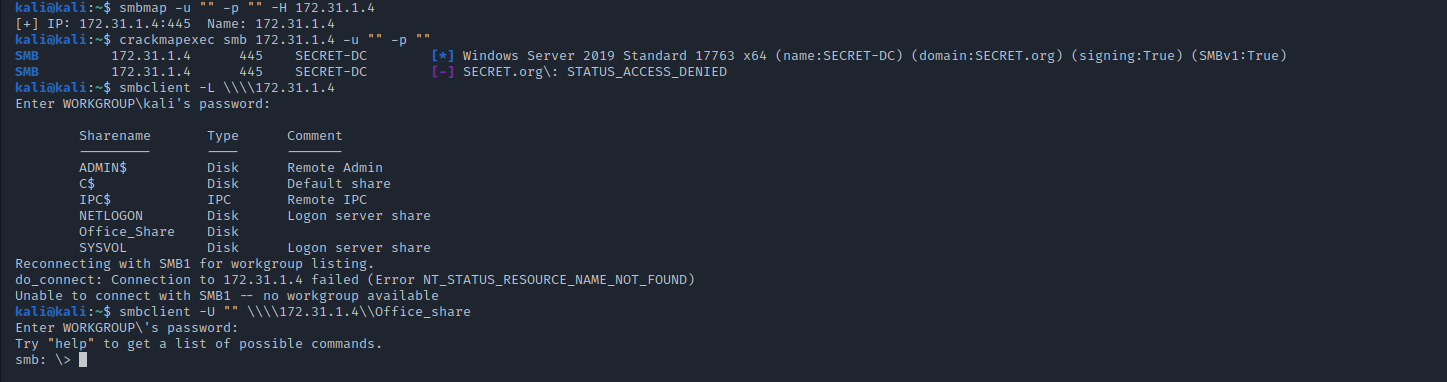 kali@kali:~$ smbmap -u "" -p "" -H 172.31.1.4
[+] IP: 172.31.1.4:445  Name: 172.31.1.4
kali@kali:~$ crackmapexec smb 172.31.1.4 -u "" -p ""
SMB         172.31.1.4      445    SECRET-DC        [*] Windows Server 2019 Standard 17763 x64 (name:SECRET-DC) (domain:SECRET.org) (signing:True) (SMBv1:True)
SMB         172.31.1.4      445    SECRET-DC        [-] SECRET.org\: STATUS_ACCESS_DENIED
kali@kali:~$ smbclient -L \\\\172.31.1.4
Enter WORKGROUP\kali's password:
        Sharename       Type      Comment
        ---------       ----      -------
        ADMIN$          Disk      Remote Admin
        C$              Disk      Default share
        IPC$            IPC       Remote IPC
        NETLOGON        Disk      Logon server share
        Office_Share    Disk
        SYSVOL          Disk      Logon server share
Reconnecting with SMB1 for workgroup listing.
do_connect: Connection to 172.31.1.4 failed (Error NT_STATUS_RESOURCE_NAME_NOT_FOUND)
Unable to connect with SMB1 -- no workgroup available
kali@kali:~$ smbclient -U "" \\\\172.31.1.4\\Office_share
Enter WORKGROUP\'s password:
Try "help" to get a list of possible commands.
smb: \>